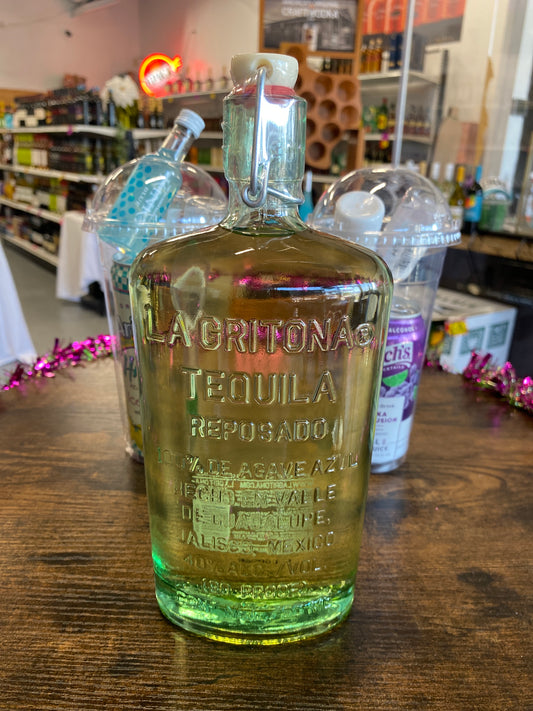 LA GRITONA®
TEQUILA
REPOSADO
100% DE AGAVE AZUL
HECHO EN VALLE
DE GUADALUPE,
JALISCO MEXICO
40% ALC./VOL.
(80 PROOF)
ch's